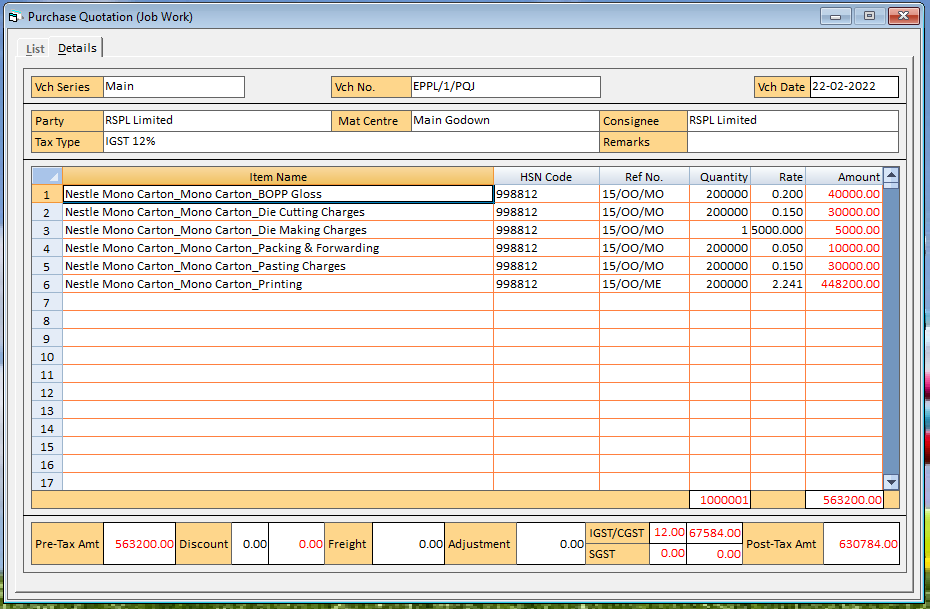 Purchase Quotation (Job Work)
List Details
Vch Series Main Vch No. EPPL/1/PQJ Vch Date 22-02-2022
Party RSPL Limited Mat Centre Main Godown Consignee RSPL Limited
Tax Type IGST 12% Remarks
Item Name HSN Code Ref No. Quantity Rate Amount
1 Nestle Mono Carton_Mono Carton_BOPP Gloss 998812 15/OO/MO 200000 0.200 40000.00
2 Nestle Mono Carton_Mono Carton_Die Cutting Charges 998812 15/OO/MO 200000 0.150 30000.00
3 Nestle Mono Carton_Mono Carton_Die Making Charges 998812 15/OO/MO 1 5000.000 5000.00
4 Nestle Mono Carton_Mono Carton_Packing & Forwarding 998812 15/OO/MO 200000 0.050 10000.00
5 Nestle Mono Carton_Mono Carton_Pasting Charges 998812 15/OO/MO 200000 0.150 30000.00
6 Nestle Mono Carton_Mono Carton_Printing 998812 15/OO/ME 200000 2.241 448200.00
7
8
9
10
11
12
13
14
15
16
17
1000001 563200.00
Pre-Tax Amt 563200.00 Discount 0.00 0.00 Freight 0.00 Adjustment 0.00 IGST/CGST 12.00 67584.00 Post-Tax Amt 630784.00
SGST 0.00 0.00